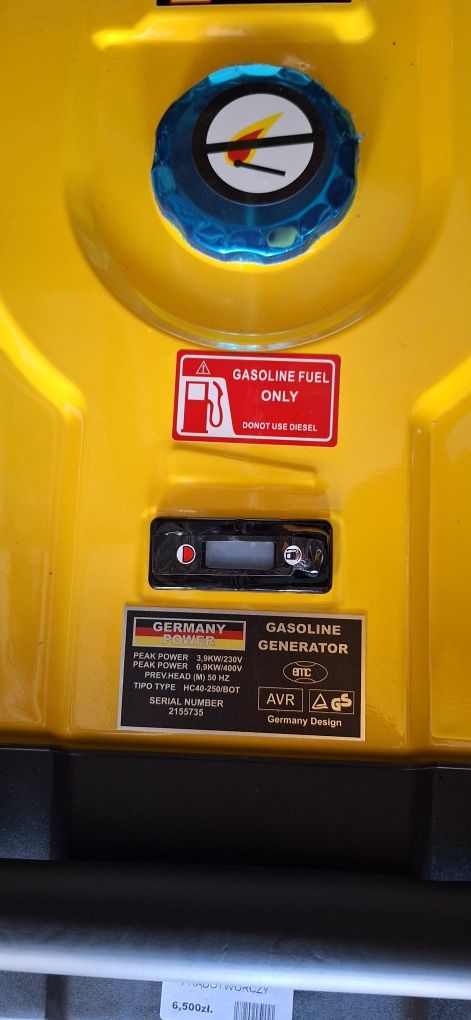 GASOLINE FUEL
ONLY
DONOT USE DIESEL
GERMANY
POWER
PEAK POWER 3,9KW/230V
PEAK POWER 6,9KW/400V
PREV.HEAD (M) 50 HZ
TIPO TYPE HC40-250/BOT
SERIAL NUMBER
2155735
GASOLINE
GENERATOR
emc
AVR
GS
Germany Design
PRĄDOTWÓRCZY
6,500zł.